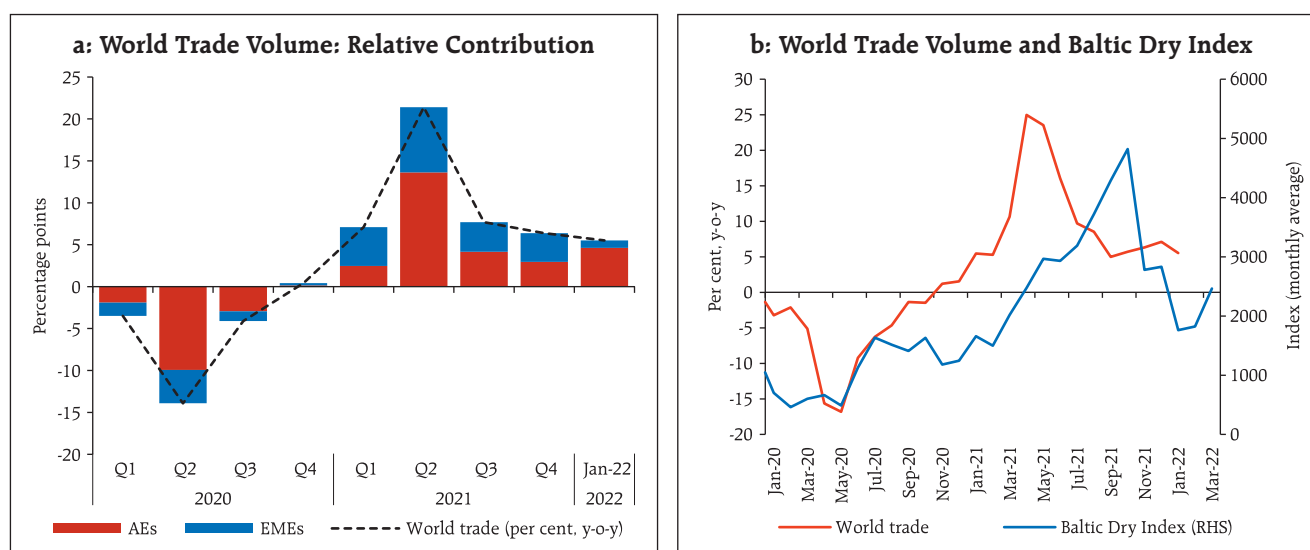 a: World Trade Volume: Relative Contribution
Percentage points
25
20
15
10
5
0
-5
-10
-15
-20
Q1 Q2 Q3 Q4 Q1 Q2 Q3 Q4 Jan-22
2020 2021 2022
AEs EMEs World trade (per cent, y-o-y)
b: World Trade Volume and Baltic Dry Index
Per cent, y-o-y
30
25
20
15
10
5
0
-5
-10
-15
-20
6000
5000
4000
3000
2000
1000
0
Index (monthly average)
Jan-20 Mar-20 May-20 Jul-20 Sep-20 Nov-20 Jan-21 Mar-21 May-21 Jul-21 Sep-21 Nov-21 Jan-22 Mar-22
World trade Baltic Dry Index (RHS)